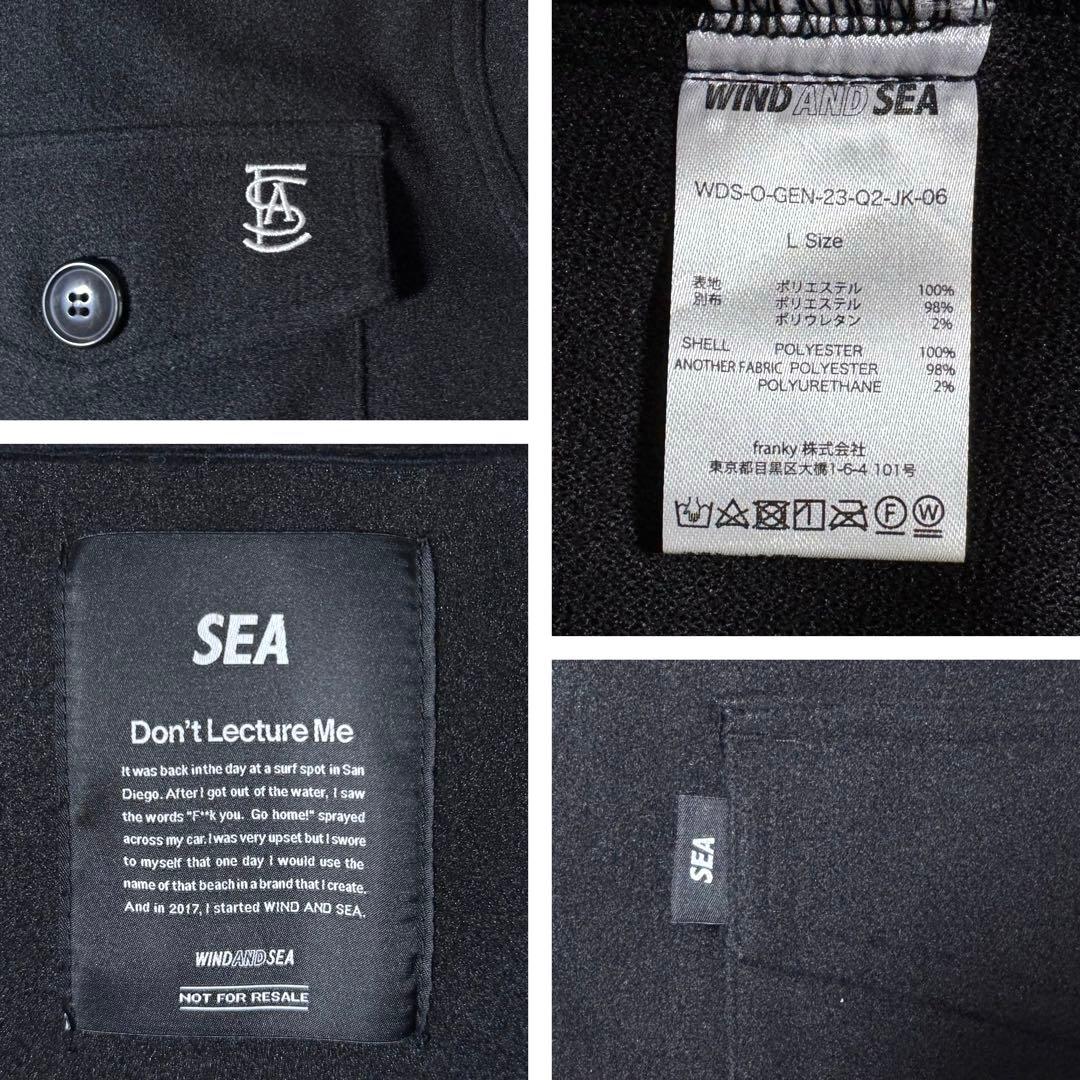 SEA
WIND AND SEA
WDS-O-GEN-23-Q2-JK-06
L Size
表地 ポリエステル 100%
別布 ポリエステル 98%
ポリウレタン 2%
SHELL POLYESTER 100%
ANOTHER FABRIC POLYESTER 98%
POLYURETHANE 2%
franky 株式会社
東京都目黒区大橋1-6-4 101号
F W
SEA
Don't Lecture Me
It was back in the day at a surf spot in San
Diego. After I got out of the water, I saw
the words "F**k you. Go home!" sprayed
across my car. I was very upset but I swore
to myself that one day I would use the
name of that beach in a brand that I create.
And in 2017, I started WIND AND SEA.
WIND AND SEA
NOT FOR RESALE
SEA